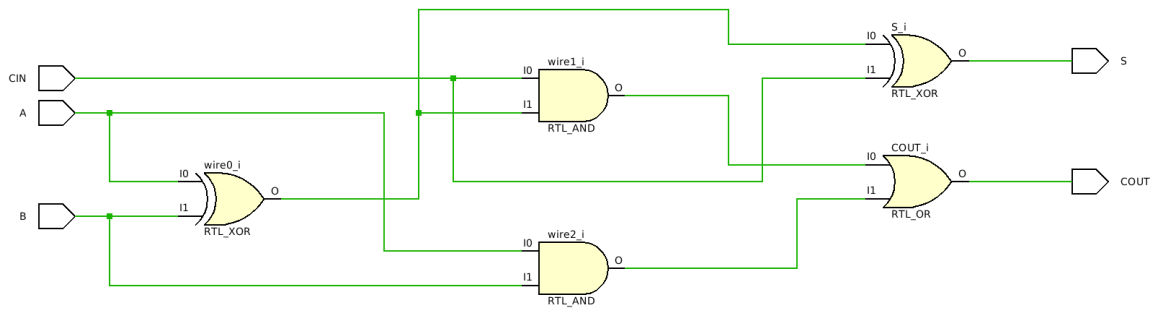 S_i
I0
O
S
I1
RTL_XOR
wire1_i
CIN
I0
O
I1
RTL_AND
A
COUT_i
I0
O
COUT
I1
RTL_OR
wire0_i
I0
O
B
I1
RTL_XOR
wire2_i
I0
O
I1
RTL_AND